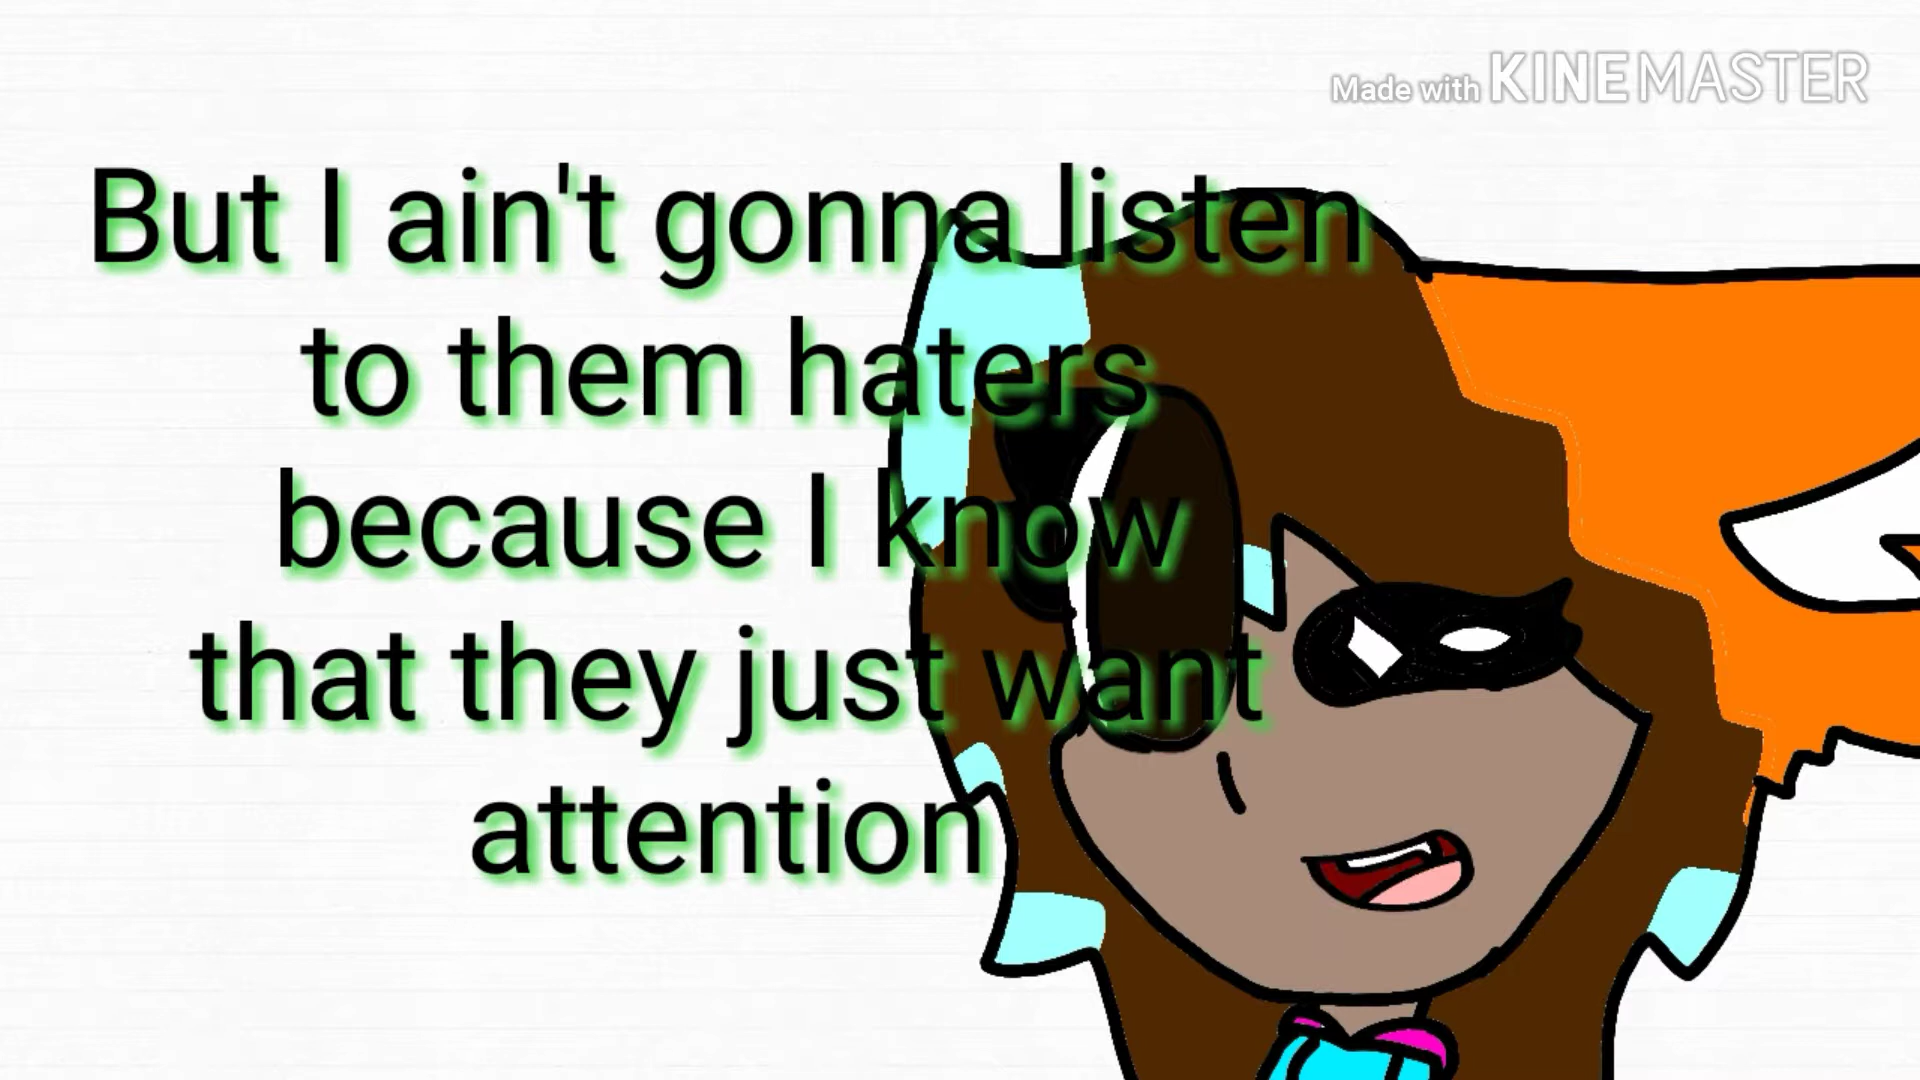 Made with KINEMASTER
But I ain't gonna listen
to them haters
because I know
that they just want
attention